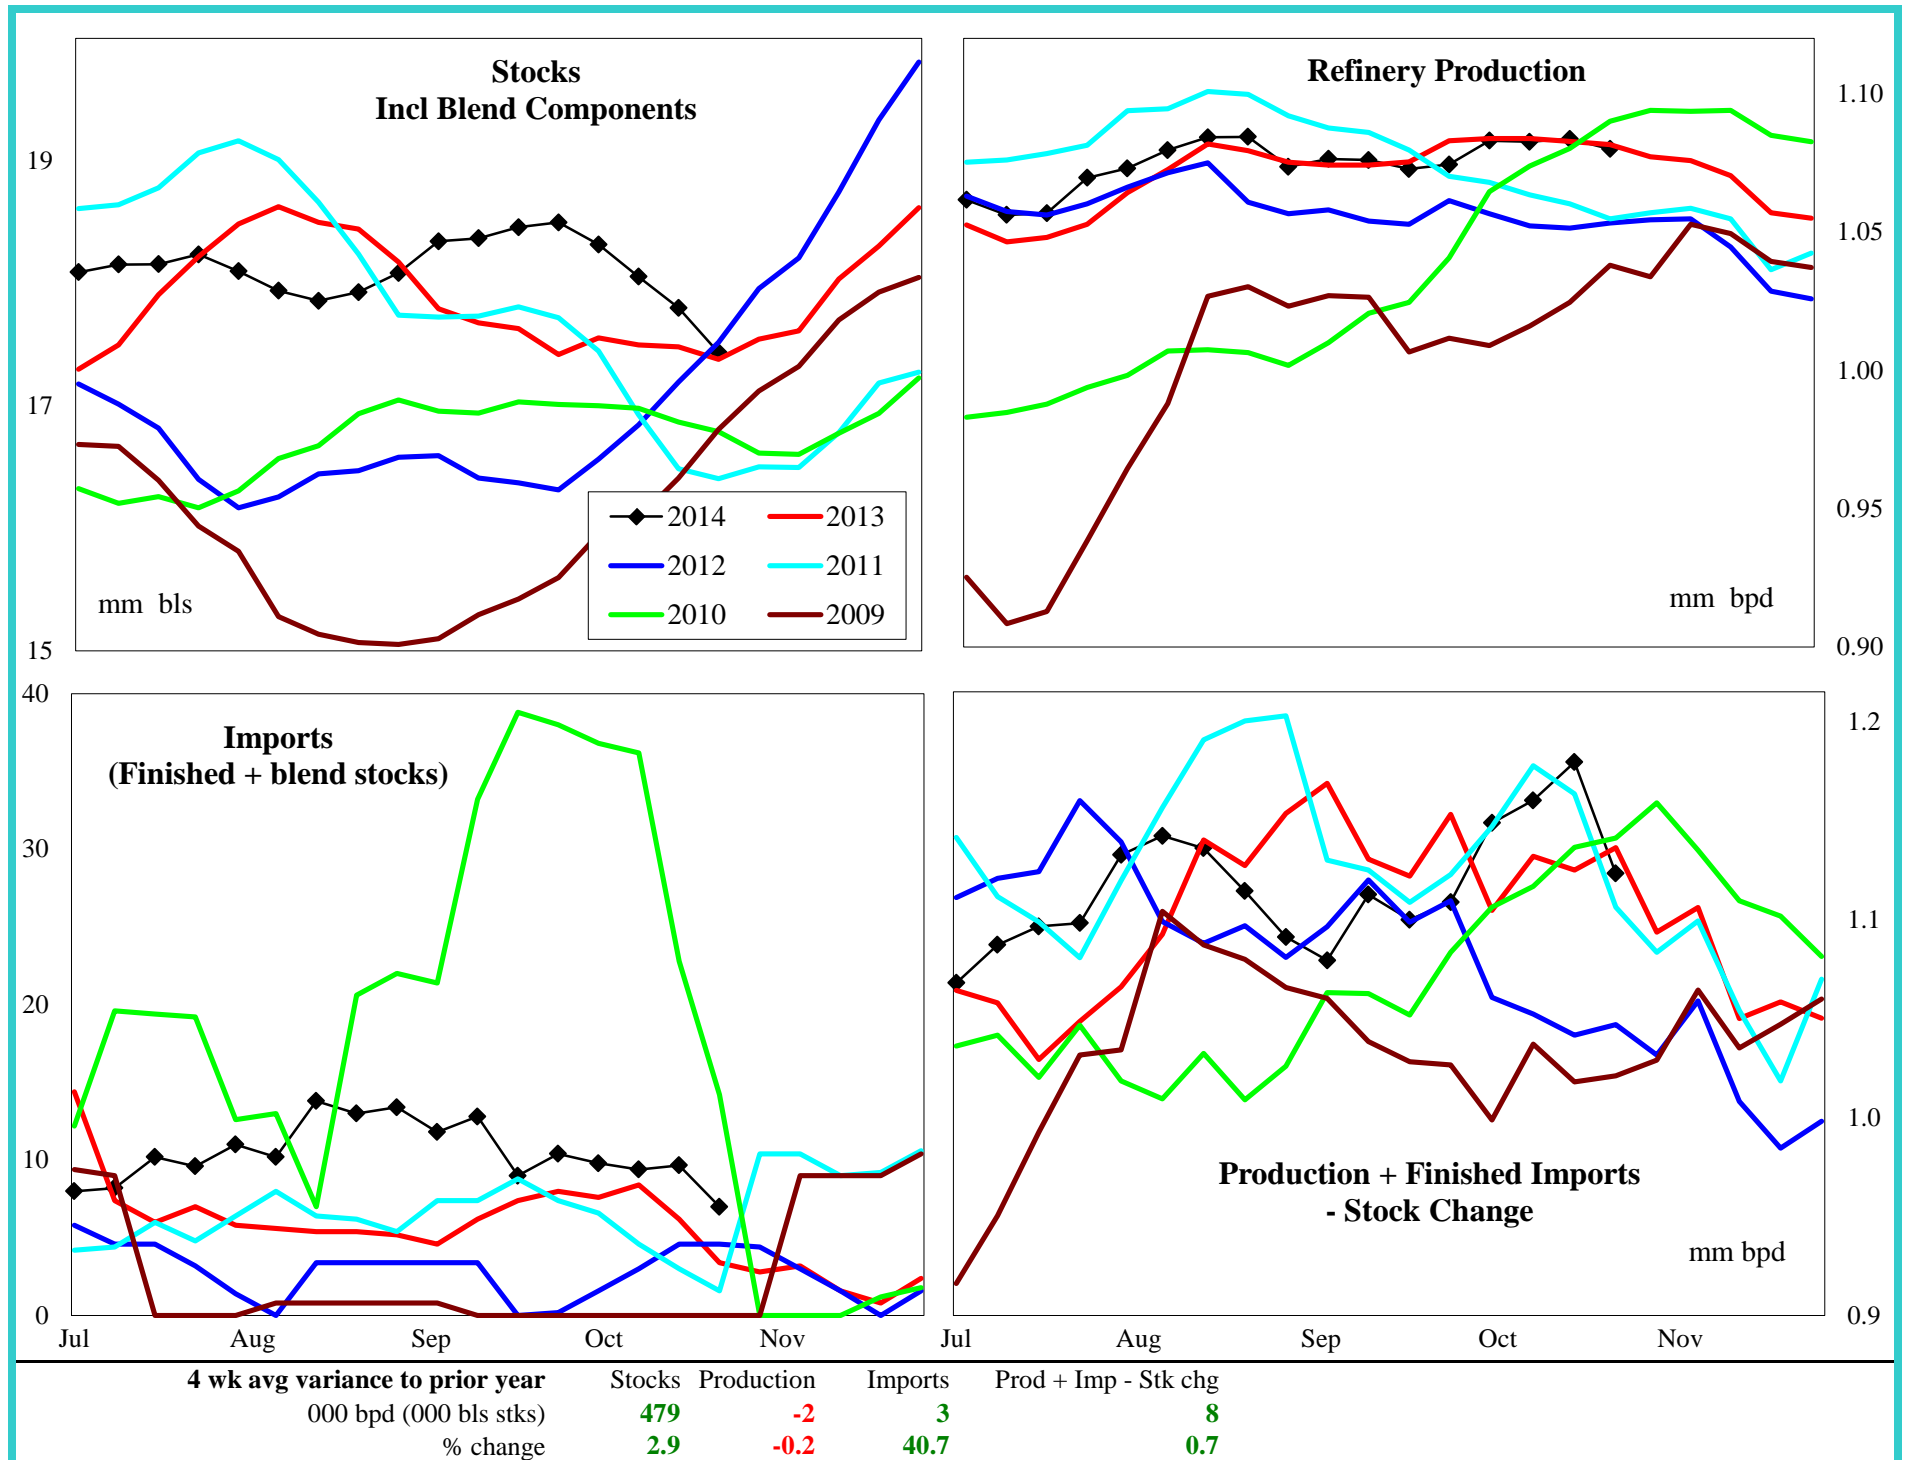 Stocks
Incl Blend Components
19
17
15
mm bls
2014 2013
2012 2011
2010 2009
Refinery Production
1.10
1.05
1.00
0.95
0.90
mm bpd
Imports
(Finished + blend stocks)
40
30
20
10
0
Jul Aug Sep Oct Nov
Production + Finished Imports
- Stock Change
mm bpd
1.2
1.1
1.0
0.9
Jul Aug Sep Oct Nov
4 wk avg variance to prior year Stocks Production Imports Prod + Imp - Stk chg
000 bpd (000 bls stks) 479 -2 3 8
% change 2.9 -0.2 40.7 0.7